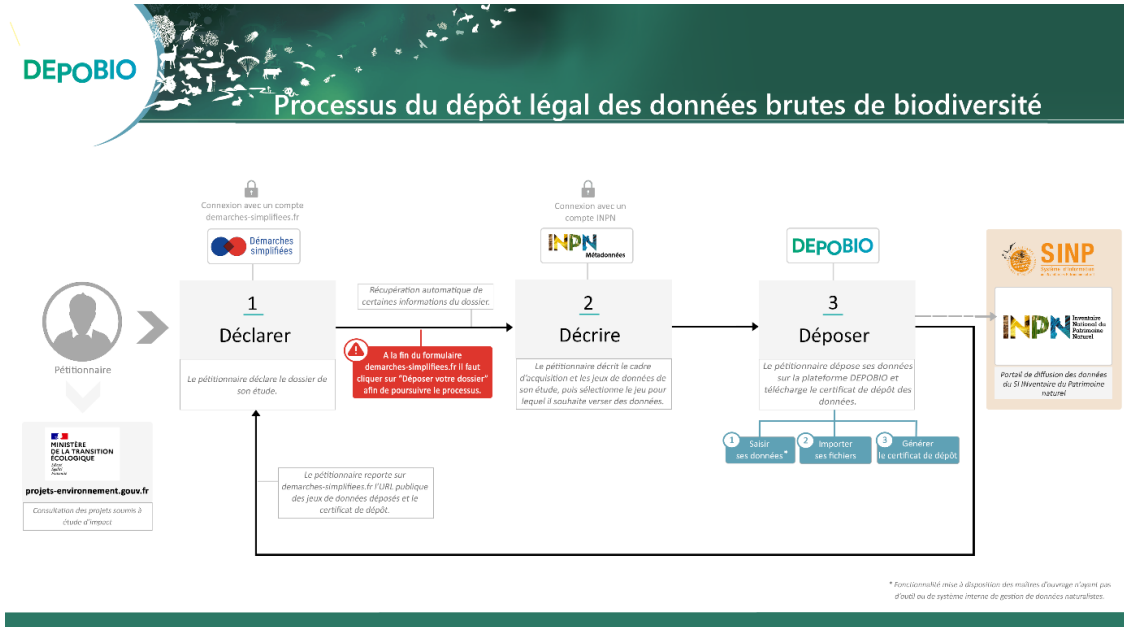 DEPOBIO
Processus du dépôt légal des données brutes de biodiversité
Connexion avec un compte
demarches-simplifiees.fr
Démarches
simplifiées
Connexion avec un
compte INPN
INPN
Métadonnées
DEPOBIO
SINP
Système d'information
INPN
Inventaire
National du
Patrimoine
Naturel
Portail de diffusion des données
du SI INventaire du Patrimoine
naturel
Pétitionnaire
MINISTÈRE
DE LA TRANSITION
ÉCOLOGIQUE
Liberté
Égalité
Fraternité
projets-environnement.gouv.fr
Consultation des projets soumis à
étude d'impact
1
Déclarer
Le pétitionnaire déclare le dossier de
son étude.
Récupération automatique de
certaines informations du dossier.
A la fin du formulaire
demarches-simplifiees.fr il faut
cliquer sur "Déposer votre dossier"
afin de poursuivre le processus.
2
Décrire
Le pétitionnaire décrit le cadre
d'acquisition et les jeux de données de
son étude, puis sélectionne le jeu pour
lequel il souhaite verser des données.
3
Déposer
Le pétitionnaire dépose ses données
sur la plateforme DEPOBIO et
télécharge le certificat de dépôt des
données.
1 Saisir
ses données*
2 Importer
ses fichiers
3 Générer
le certificat de dépôt
Le pétitionnaire reporte sur
demarches-simplifiees.fr l'URL publique
des jeux de données déposés et le
certificat de dépôt.
* Fonctionnalité mise à disposition des maîtres d'ouvrage n'ayant pas
d'outil ou de système interne de gestion de données naturalistes.